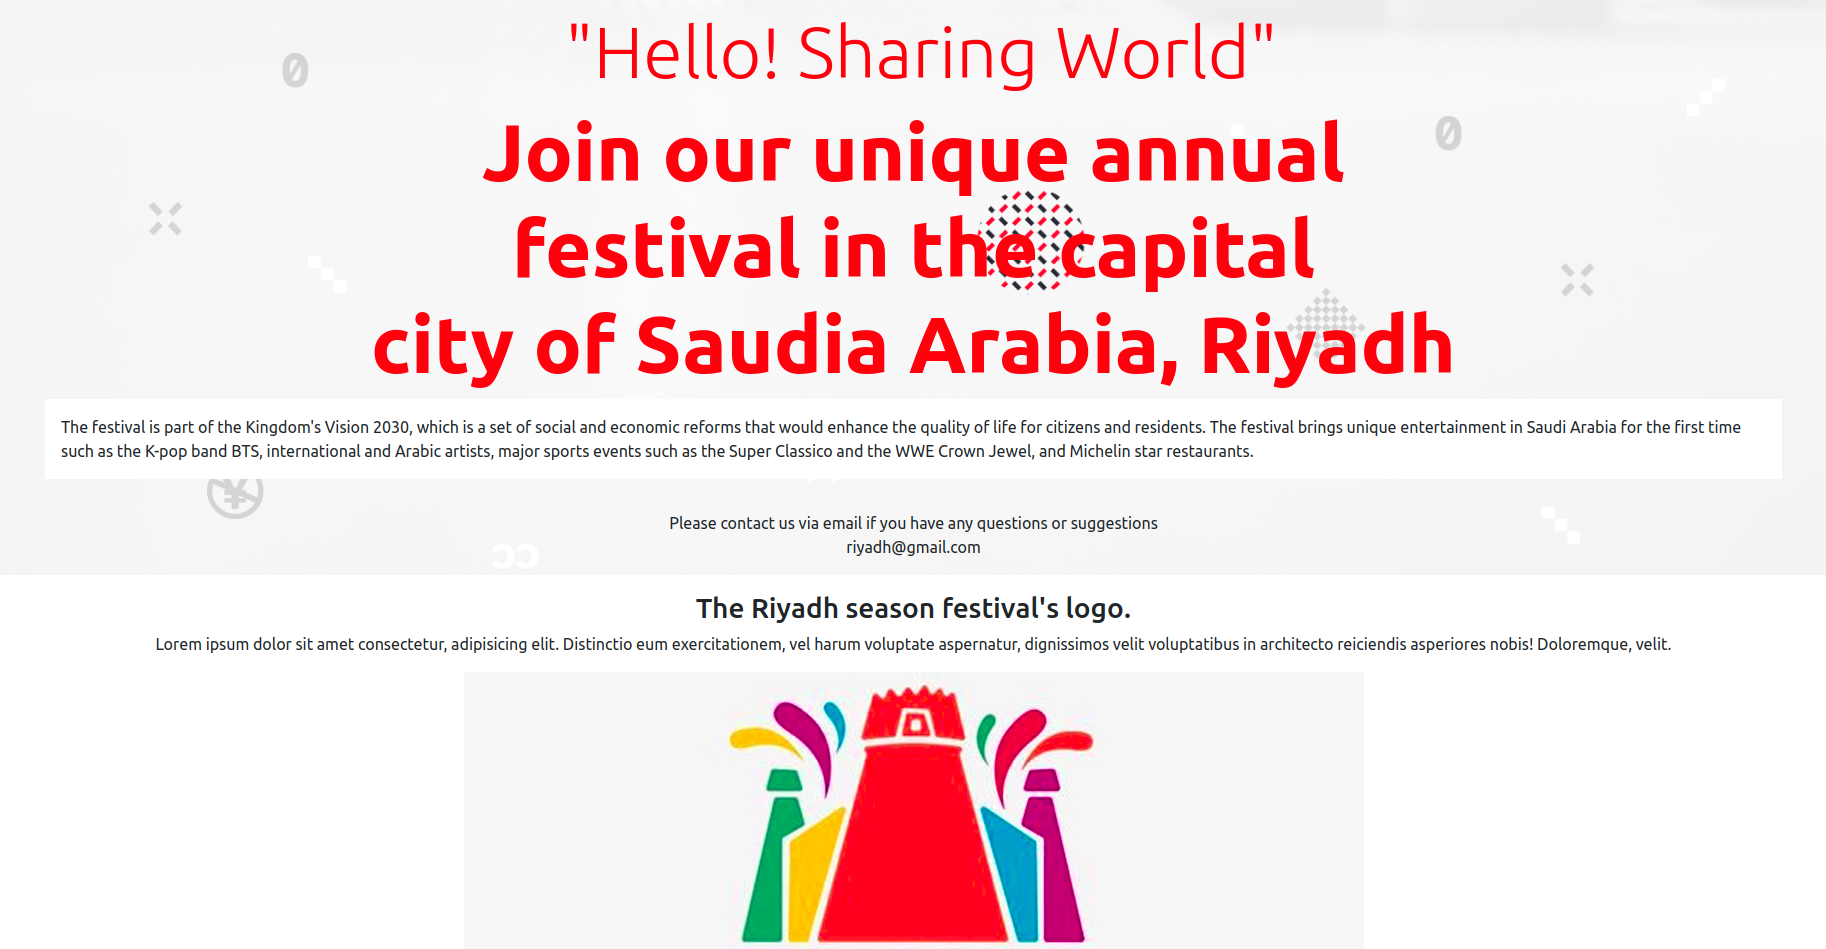 "Hello! Sharing World"
Join our unique annual
festival in the capital
city of Saudia Arabia, Riyadh
The festival is part of the Kingdom's Vision 2030, which is a set of social and economic reforms that would enhance the quality of life for citizens and residents. The festival brings unique entertainment in Saudi Arabia for the first time
such as the K-pop band BTS, international and Arabic artists, major sports events such as the Super Classico and the WWE Crown Jewel, and Michelin star restaurants.
Please contact us via email if you have any questions or suggestions
riyadh@gmail.com
The Riyadh season festival's logo.
Lorem ipsum dolor sit amet consectetur, adipisicing elit. Distinctio eum exercitationem, vel harum voluptate aspernatur, dignissimos velit voluptatibus in architecto reiciendis asperiores nobis! Doloremque, velit.